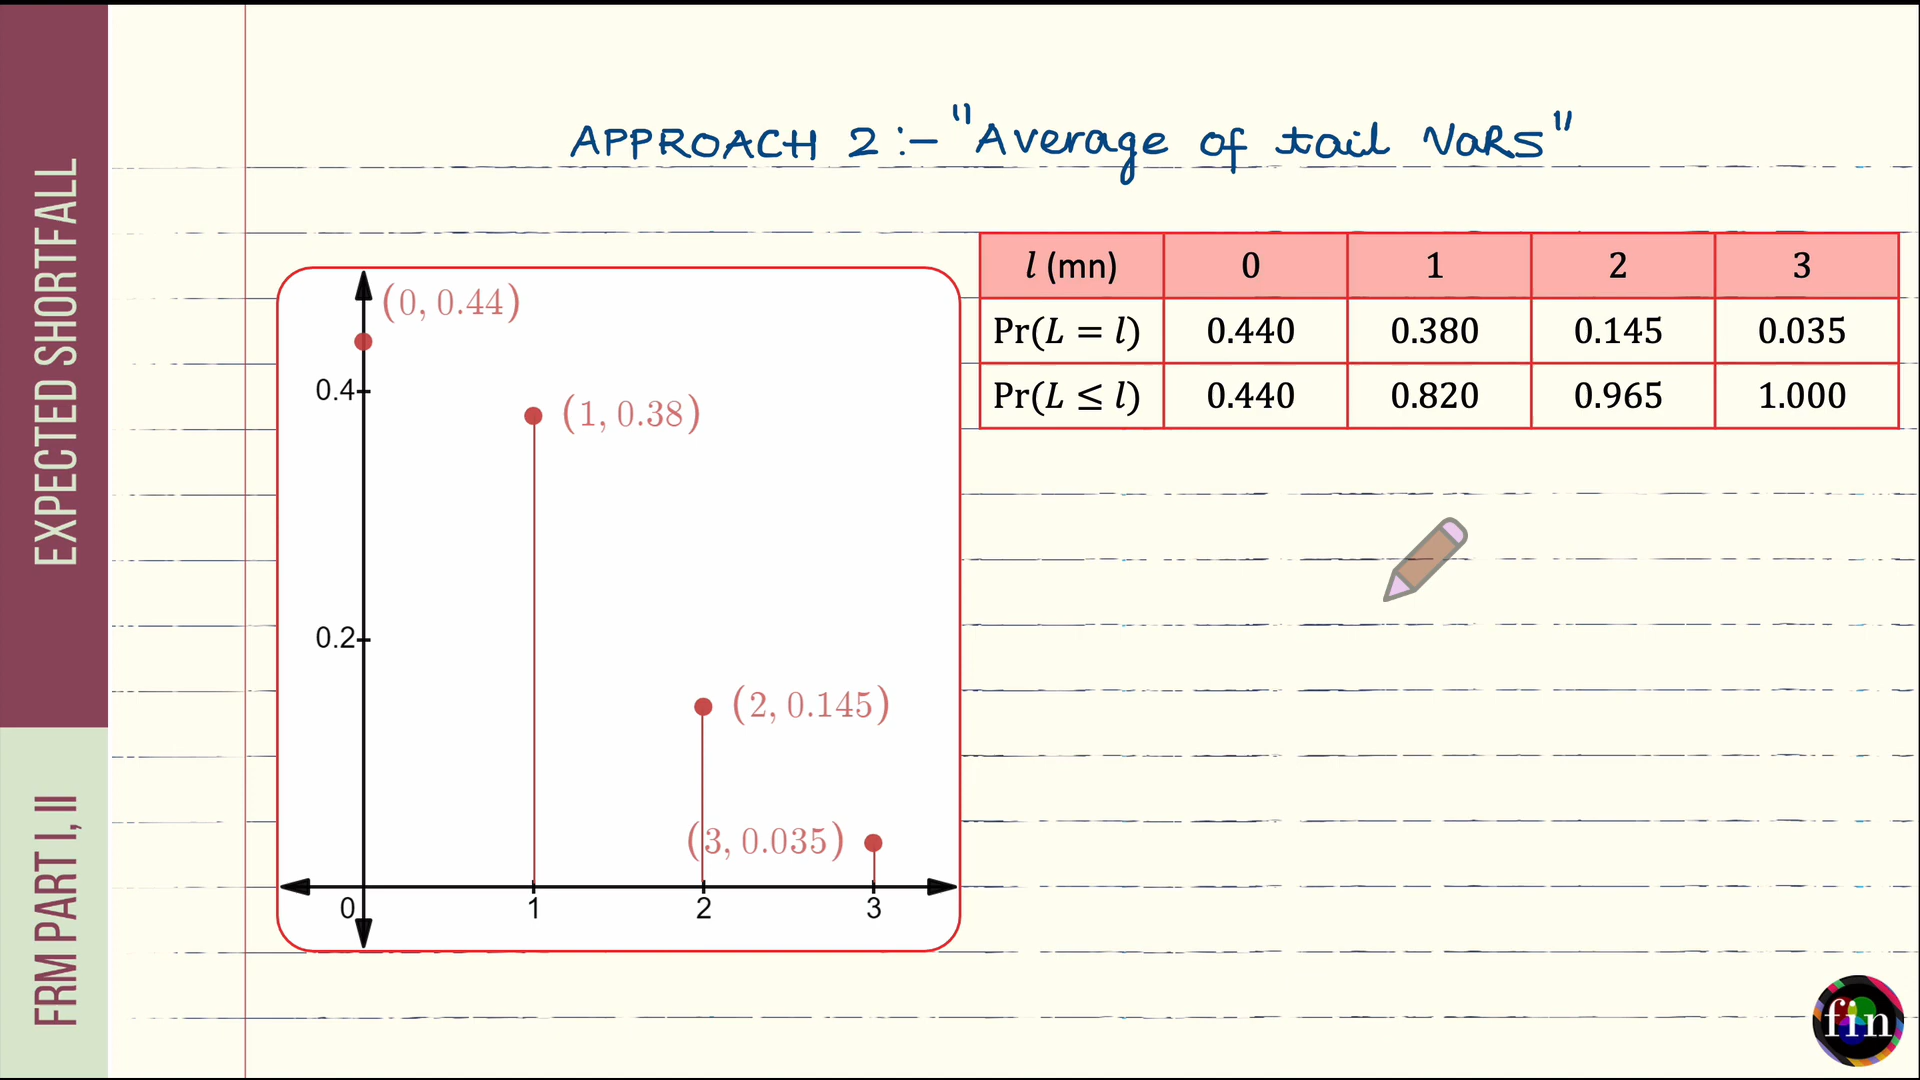 EXPECTED SHORTFALL
FRM PART I, II
APPROACH 2 :- "Average of tail VaRs"
l (mn) 0 1 2 3
Pr(L = l) 0.440 0.380 0.145 0.035
Pr(L ≤ l) 0.440 0.820 0.965 1.000
(0, 0.44)
0.4
(1, 0.38)
0.2
(2, 0.145)
(3, 0.035)
0 1 2 3
fin